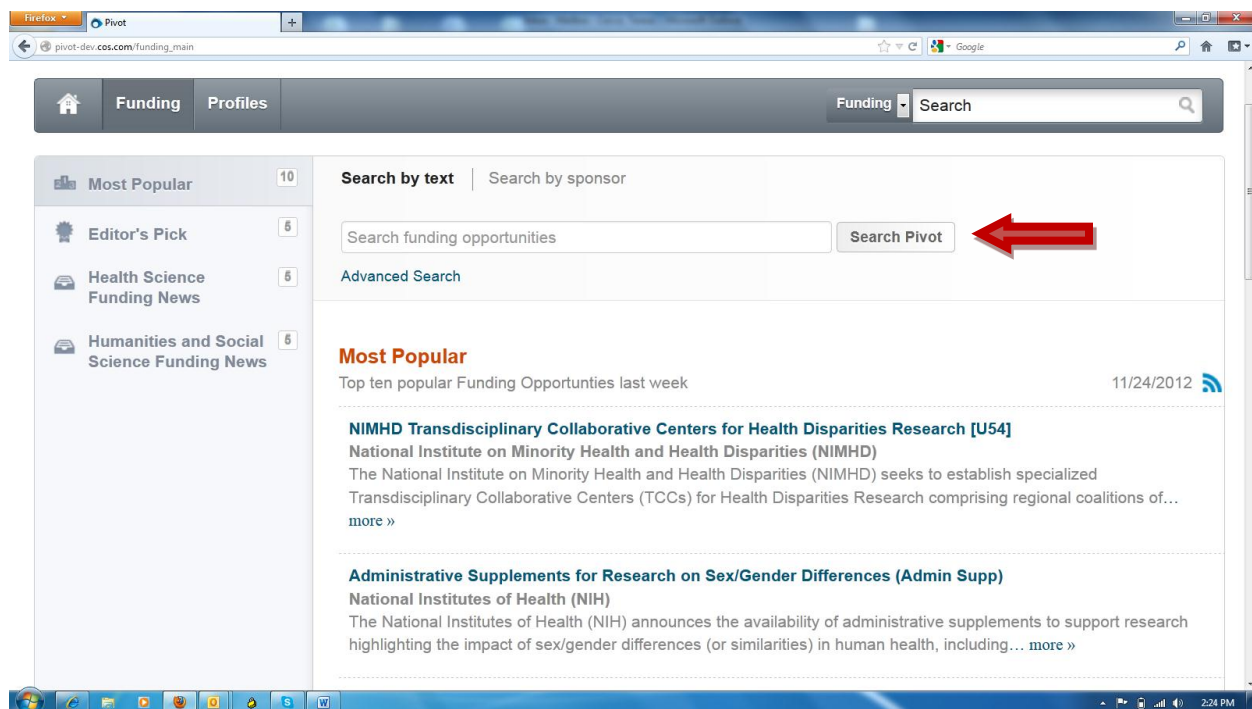 Firefox
Pivot
+
pivot-dev.cos.com/funding_main
Google
Funding
Profiles
Funding
Search
Most Popular
10
Editor's Pick
5
Health Science
Funding News
5
Humanities and Social
Science Funding News
5
Search by text
Search by sponsor
Search funding opportunities
Search Pivot
Advanced Search
Most Popular
Top ten popular Funding Opportunties last week
11/24/2012
NIMHD Transdisciplinary Collaborative Centers for Health Disparities Research [U54]
National Institute on Minority Health and Health Disparities (NIMHD)
The National Institute on Minority Health and Health Disparities (NIMHD) seeks to establish specialized
Transdisciplinary Collaborative Centers (TCCs) for Health Disparities Research comprising regional coalitions of…
more »
Administrative Supplements for Research on Sex/Gender Differences (Admin Supp)
National Institutes of Health (NIH)
The National Institutes of Health (NIH) announces the availability of administrative supplements to support research
highlighting the impact of sex/gender differences (or similarities) in human health, including… more »
2:24 PM